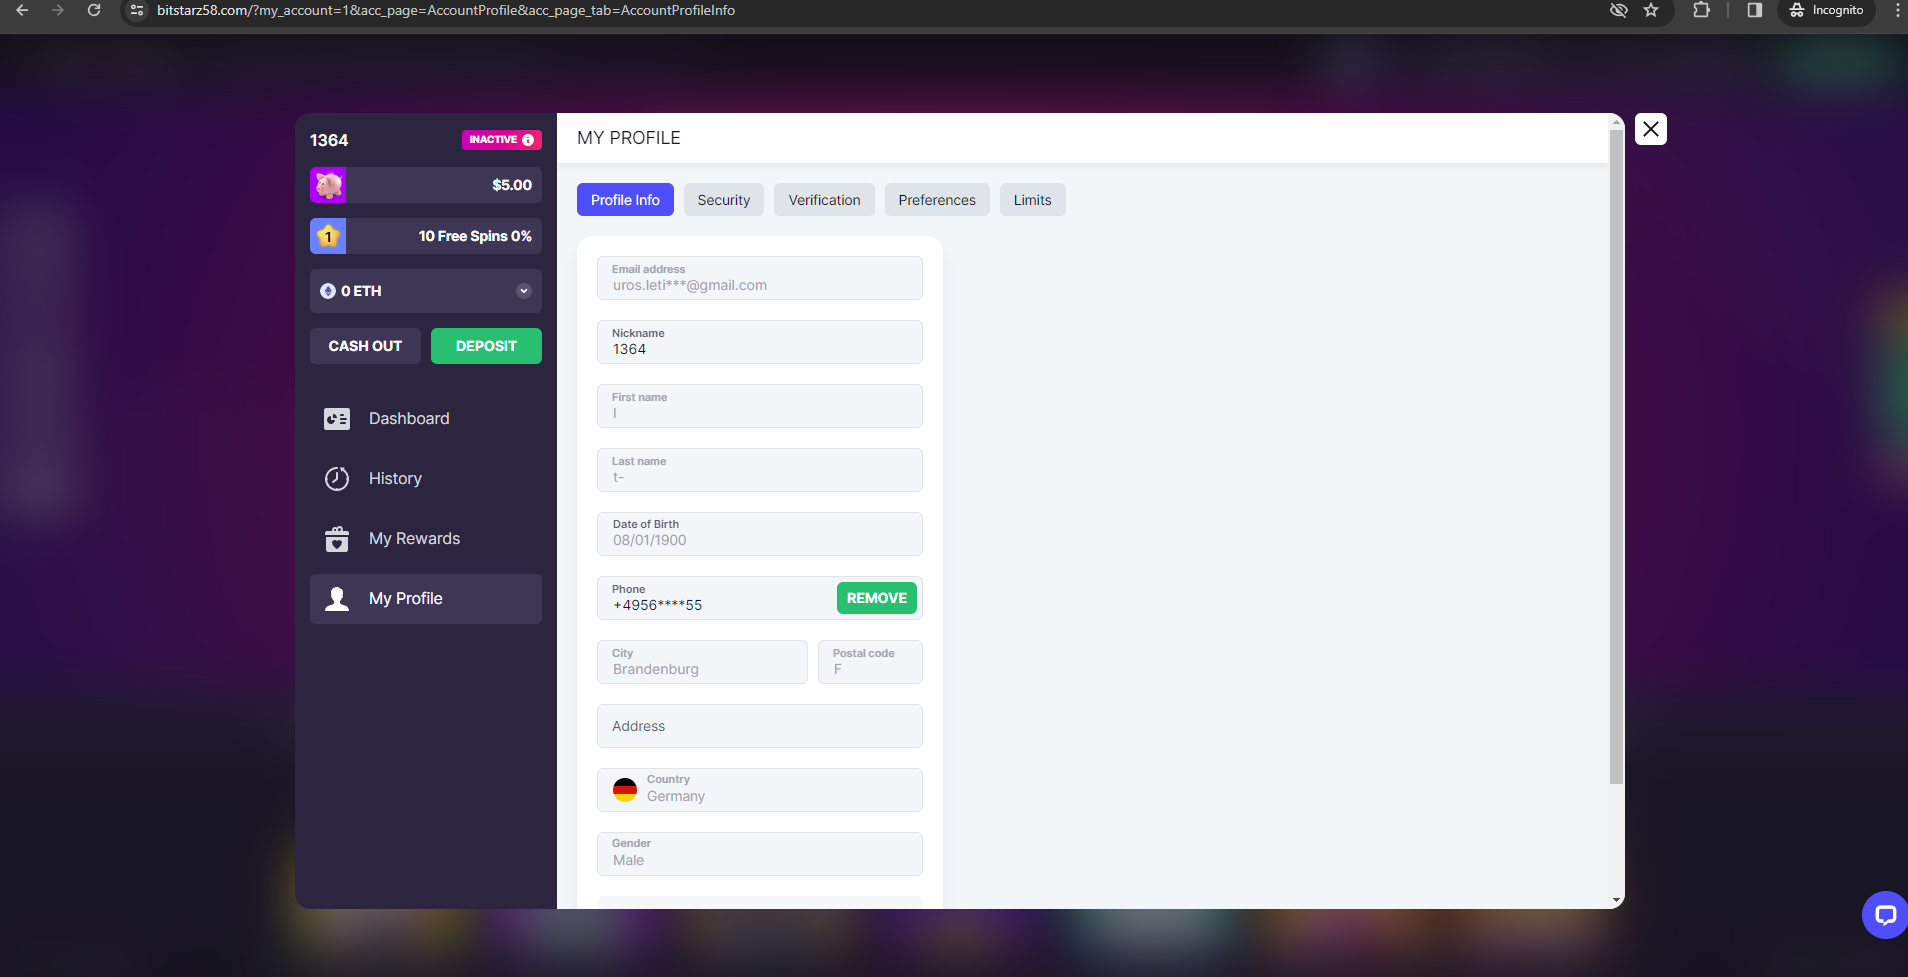 bitstarz58.com/?my_account=1&acc_page=AccountProfile&acc_page_tab=AccountProfileInfo
Incognito
1364
INACTIVE
$5.00
1
10 Free Spins 0%
0 ETH
CASH OUT
DEPOSIT
Dashboard
History
My Rewards
My Profile
MY PROFILE
Profile Info
Security
Verification
Preferences
Limits
Email address
uros.leti***@gmail.com
Nickname
1364
First name
l
Last name
t-
Date of Birth
08/01/1900
Phone
+4956****55
REMOVE
City
Brandenburg
Postal code
F
Address
Country
Germany
Gender
Male